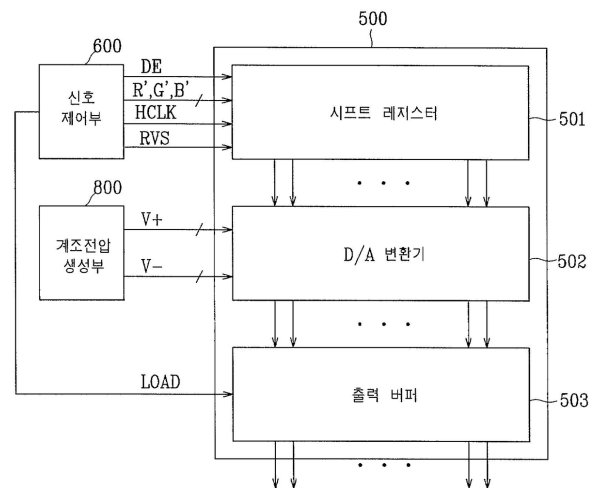 500
600
신호
제어부
DE
R',G',B'
HCLK
RVS
시프트 레지스터
501
800
계조전압
생성부
V+
V-
D/A 변환기
502
LOAD
출력 버퍼
503